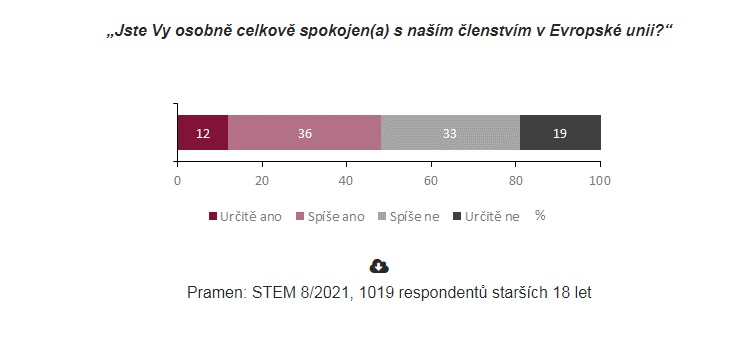 „Jste Vy osobně celkově spokojen(a) s naším členstvím v Evropské unii?“
12 36 33 19
0 20 40 60 80 100
Určitě ano Spíše ano Spíše ne Určitě ne %
Pramen: STEM 8/2021, 1019 respondentů starších 18 let